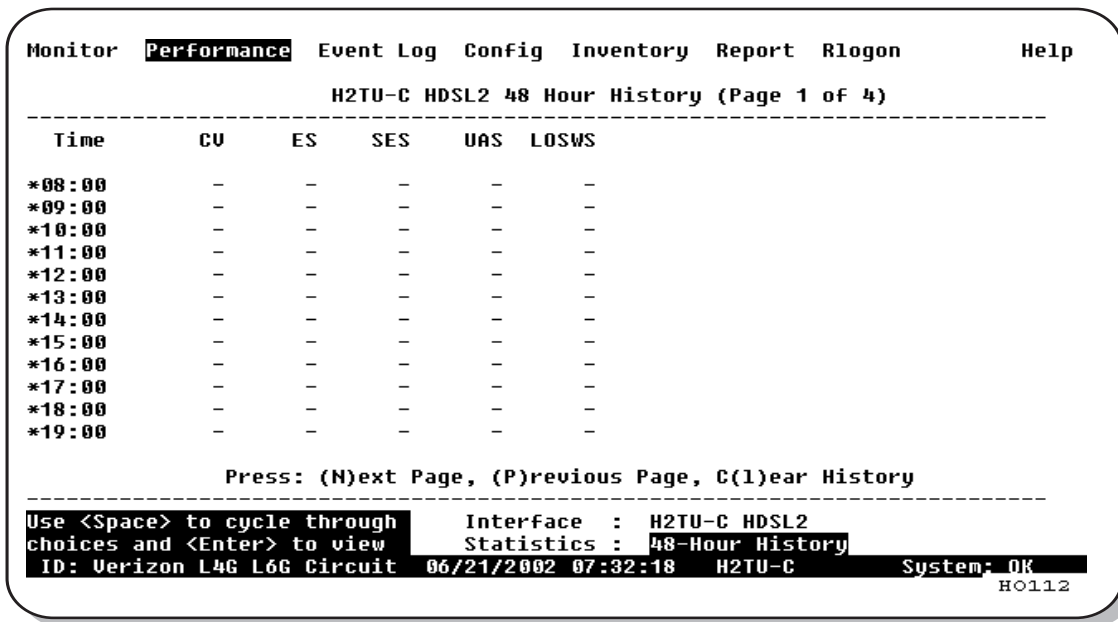 Monitor Performance Event Log Config Inventory Report Rlogon Help
H2TU-C HDSL2 48 Hour History (Page 1 of 4)
--------------------------------------------------------------------------------
Time CV ES SES UAS LOSWS
*08:00 - - - - -
*09:00 - - - - -
*10:00 - - - - -
*11:00 - - - - -
*12:00 - - - - -
*13:00 - - - - -
*14:00 - - - - -
*15:00 - - - - -
*16:00 - - - - -
*17:00 - - - - -
*18:00 - - - - -
*19:00 - - - - -
Press: (N)ext Page, (P)revious Page, C(l)ear History
--------------------------------------------------------------------------------
Use <Space> to cycle through Interface : H2TU-C HDSL2
choices and <Enter> to view Statistics : 48-Hour History
ID: Verizon L4G L6G Circuit 06/21/2002 07:32:18 H2TU-C System: OK
HO112